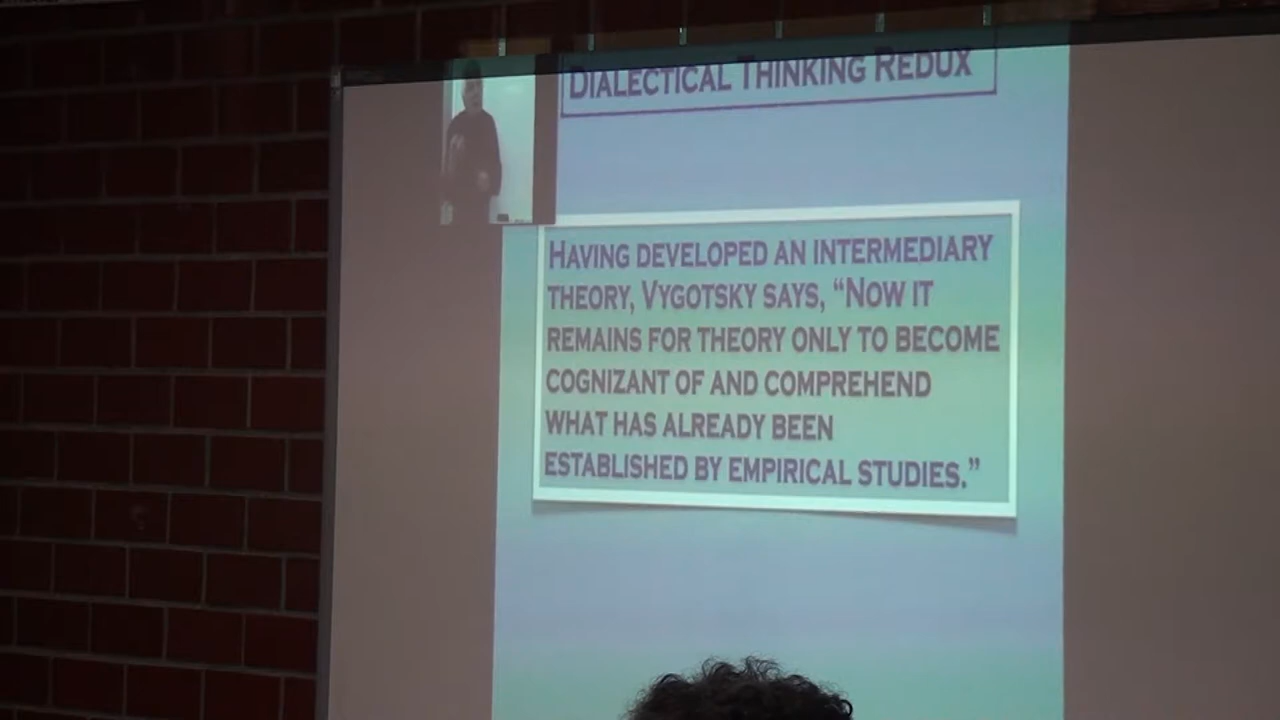 DIALECTICAL THINKING REDUX
HAVING DEVELOPED AN INTERMEDIARY
THEORY, VYGOTSKY SAYS, “NOW IT
REMAINS FOR THEORY ONLY TO BECOME
COGNIZANT OF AND COMPREHEND
WHAT HAS ALREADY BEEN
ESTABLISHED BY EMPIRICAL STUDIES.”